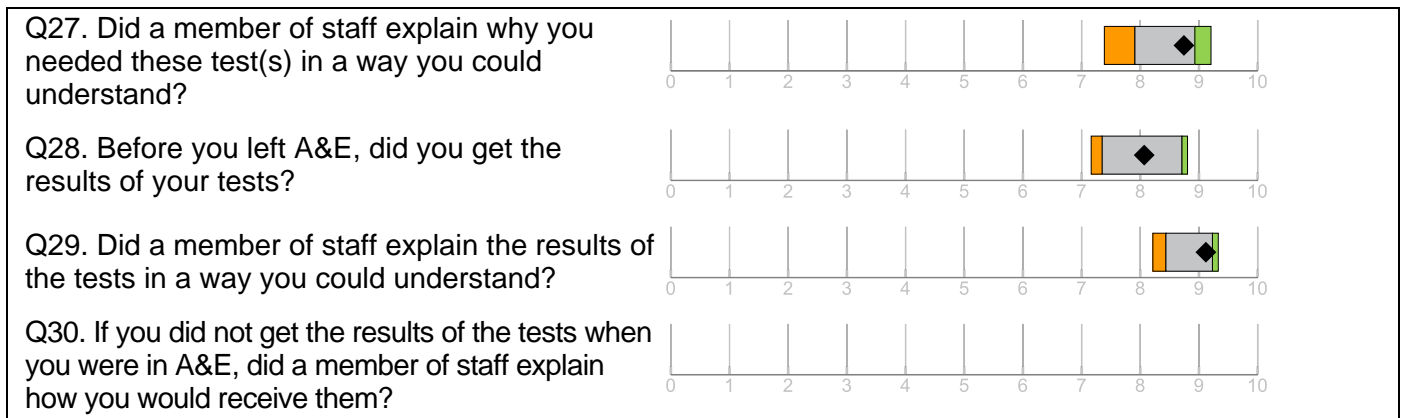 Q27. Did a member of staff explain why you
needed these test(s) in a way you could
understand?
0 1 2 3 4 5 6 7 8 9 10
Q28. Before you left A&E, did you get the
results of your tests?
0 1 2 3 4 5 6 7 8 9 10
Q29. Did a member of staff explain the results of
the tests in a way you could understand?
0 1 2 3 4 5 6 7 8 9 10
Q30. If you did not get the results of the tests when
you were in A&E, did a member of staff explain
how you would receive them?
0 1 2 3 4 5 6 7 8 9 10